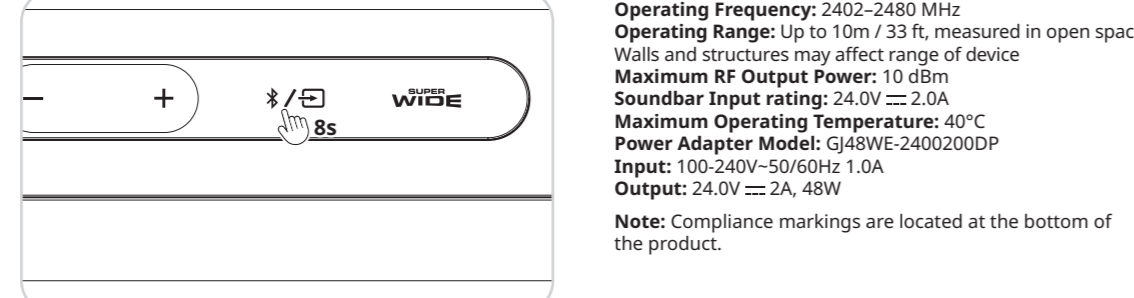 − +
/
SUPER
WIDE
8s
Operating Frequency: 2402–2480 MHz
Operating Range: Up to 10m / 33 ft, measured in open spac
Walls and structures may affect range of device
Maximum RF Output Power: 10 dBm
Soundbar Input rating: 24.0V ⎓ 2.0A
Maximum Operating Temperature: 40°C
Power Adapter Model: GJ48WE-2400200DP
Input: 100-240V~50/60Hz 1.0A
Output: 24.0V ⎓ 2A, 48W
Note: Compliance markings are located at the bottom of
the product.